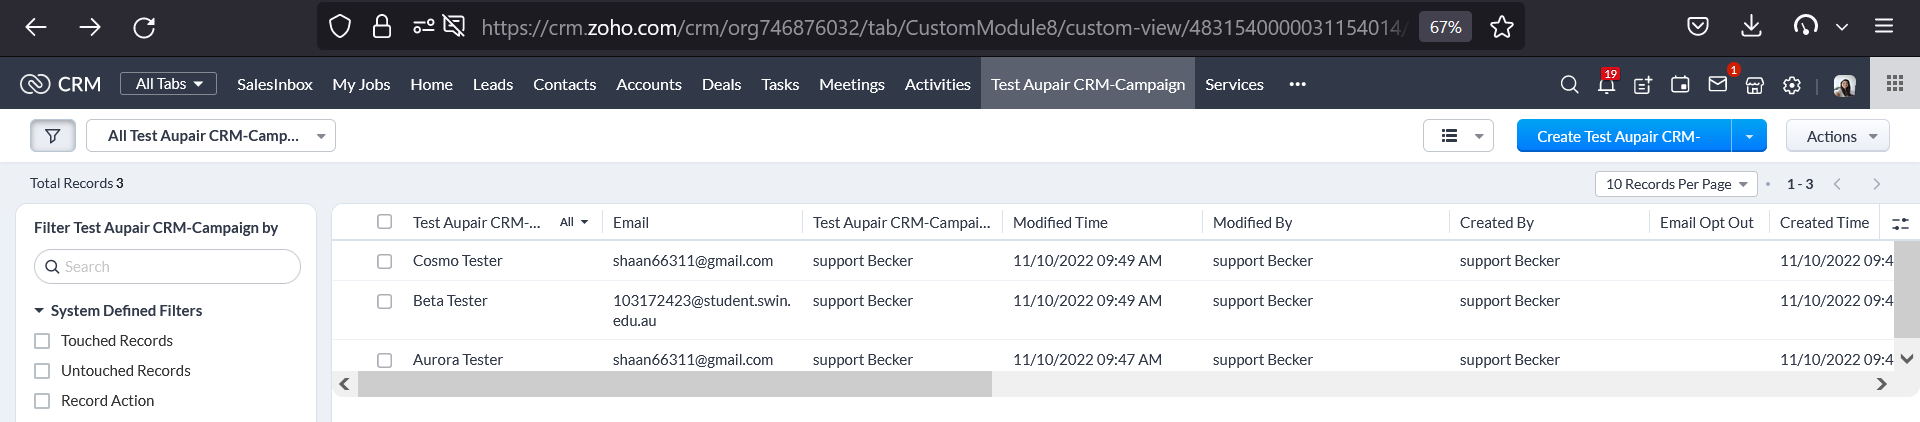 https://crm.zoho.com/crm/org746876032/tab/CustomModule8/custom-view/4831540000031154014/
67%
CRM All Tabs SalesInbox My Jobs Home Leads Contacts Accounts Deals Tasks Meetings Activities Test Aupair CRM-Campaign Services ••• 19 1
All Test Aupair CRM-Camp... Create Test Aupair CRM- Actions
Total Records 3 10 Records Per Page 1 - 3
Filter Test Aupair CRM-Campaign by
Search
System Defined Filters
Touched Records
Untouched Records
Record Action
Test Aupair CRM-... All Email Test Aupair CRM-Campai... Modified Time Modified By Created By Email Opt Out Created Time
Cosmo Tester shaan66311@gmail.com support Becker 11/10/2022 09:49 AM support Becker support Becker 11/10/2022 09:4
Beta Tester 103172423@student.swin. support Becker 11/10/2022 09:49 AM support Becker support Becker 11/10/2022 09:4
edu.au
Aurora Tester shaan66311@gmail.com support Becker 11/10/2022 09:47 AM support Becker support Becker 11/10/2022 09:4